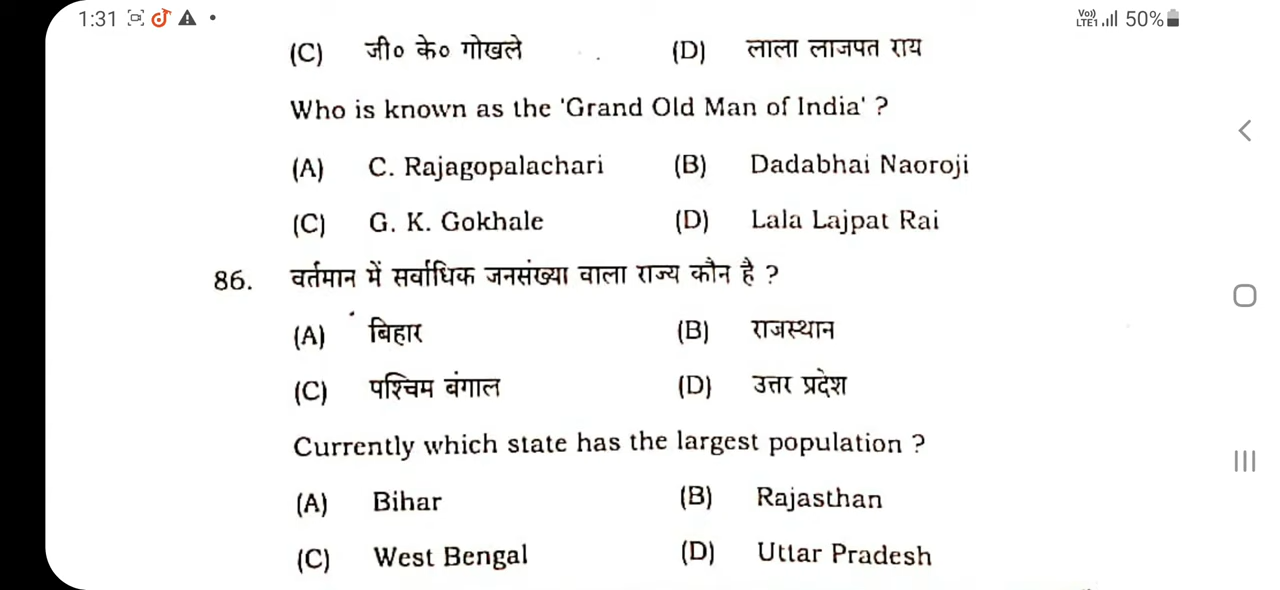 1:31 Vo)) LTE1 50%
(C) जी० के० गोखले (D) लाला लाजपत राय
Who is known as the 'Grand Old Man of India' ?
(A) C. Rajagopalachari (B) Dadabhai Naoroji
(C) G. K. Gokhale (D) Lala Lajpat Rai
86. वर्तमान में सर्वाधिक जनसंख्या वाला राज्य कौन है ?
(A) बिहार (B) राजस्थान
(C) पश्चिम बंगाल (D) उत्तर प्रदेश
Currently which state has the largest population ?
(A) Bihar (B) Rajasthan
(C) West Bengal (D) Uttar Pradesh